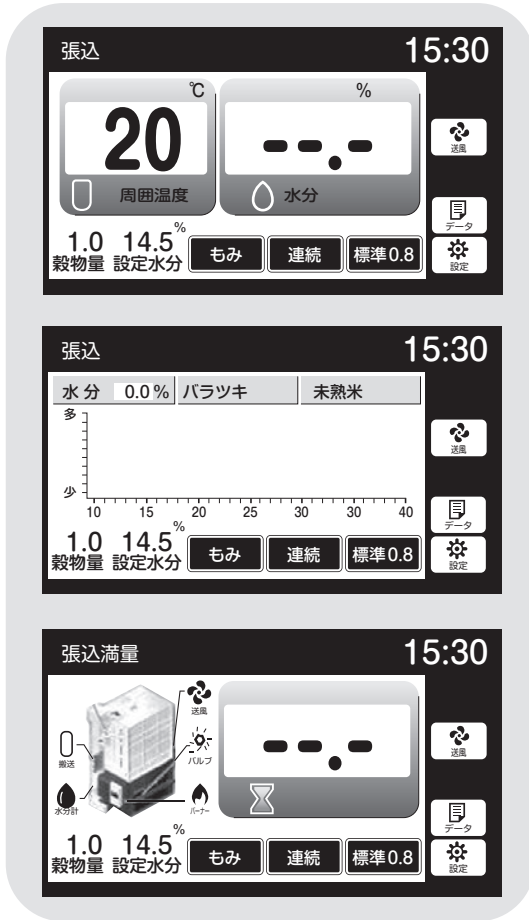 張込 15:30
℃ %
20 --.-
周囲温度 水分
送風
データ
設定
1.0 14.5%
穀物量 設定水分 もみ 連続 標準0.8
張込 15:30
水分 0.0% バラツキ 未熟米
多
少
10 15 20 25 30 30 40
送風
データ
設定
1.0 14.5%
穀物量 設定水分 もみ 連続 標準0.8
張込満量 15:30
送風
搬送 バルブ
水分計 バーナー
--.-
送風
データ
設定
1.0 14.5%
穀物量 設定水分 もみ 連続 標準0.8